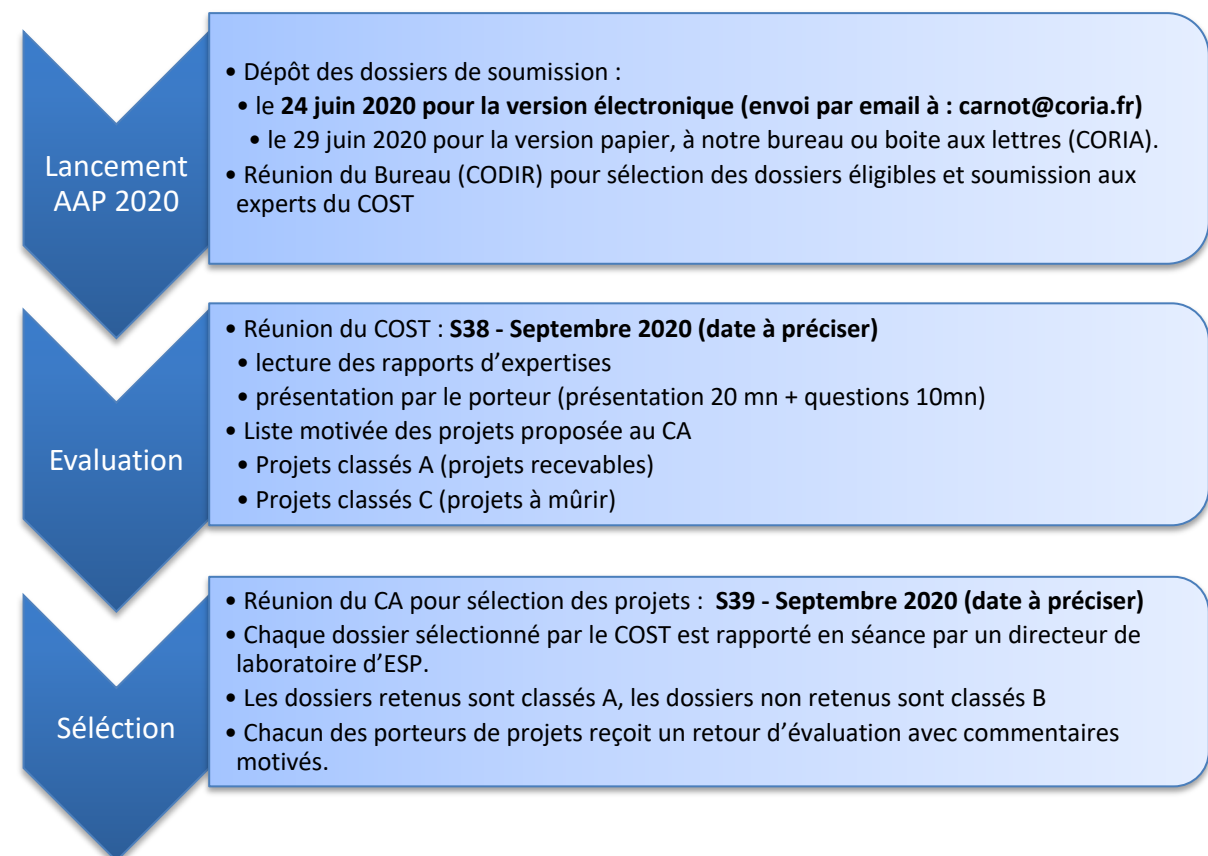 Lancement
AAP 2020
• Dépôt des dossiers de soumission :
• le 24 juin 2020 pour la version électronique (envoi par email à : carnot@coria.fr)
• le 29 juin 2020 pour la version papier, à notre bureau ou boite aux lettres (CORIA).
• Réunion du Bureau (CODIR) pour sélection des dossiers éligibles et soumission aux
experts du COST
Evaluation
• Réunion du COST : S38 - Septembre 2020 (date à préciser)
• lecture des rapports d’expertises
• présentation par le porteur (présentation 20 mn + questions 10mn)
• Liste motivée des projets proposée au CA
• Projets classés A (projets recevables)
• Projets classés C (projets à mûrir)
Séléction
• Réunion du CA pour sélection des projets : S39 - Septembre 2020 (date à préciser)
• Chaque dossier sélectionné par le COST est rapporté en séance par un directeur de
laboratoire d’ESP.
• Les dossiers retenus sont classés A, les dossiers non retenus sont classés B
• Chacun des porteurs de projets reçoit un retour d’évaluation avec commentaires
motivés.